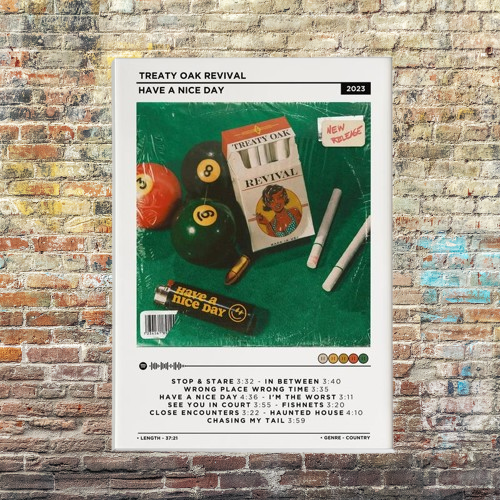 TREATY OAK REVIVAL
HAVE A NICE DAY
2023
TREATY OAK
REVIVAL
NEW
RELEASE
3
8
6
Have a
nice DAY
STOP & STARE 3:32 - IN BETWEEN 3:40
WRONG PLACE WRONG TIME 3:35
HAVE A NICE DAY 4:36 - I'M THE WORST 3:11
SEE YOU IN COURT 3:55 - FISHNETS 3:20
CLOSE ENCOUNTERS 3:22 - HAUNTED HOUSE 4:10
CHASING MY TAIL 3:59
• LENGTH - 37:21
• GENRE - COUNTRY